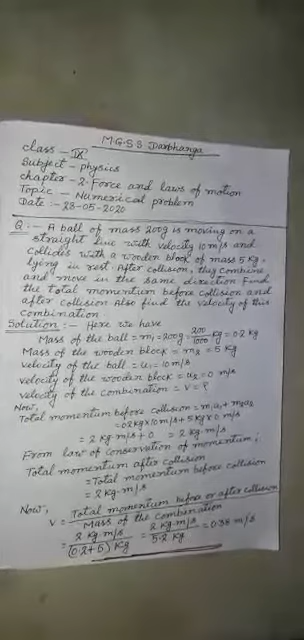 M.G.S.S Darbhanga
class - IX
Subject - physics
chapter - 2. Force and laws of motion
Topic - Numerical problem
Date :- 28-05-2020
Q. :- A ball of mass 200g is moving on a
straight line with velocity 10 m/s and
collides with a wooden block of mass 5 kg.
lying in rest. After collision, they combine
and move in the same direction Find
the total momentum before collision and
after collision Also find the velocity of this
combination.
Solution :- Here we have
Mass of the ball = m₁ = 200g = 200/1000 kg = 0.2 kg
Mass of the wooden block = m₂ = 5 kg
velocity of the ball = u₁ = 10 m/s
velocity of the wooden block = u₂ = 0 m/s
velocity of the combination = V = ?
Now,
Total momentum before collision = m₁u₁ + m₂u₂
= 0.2 kg x 10 m/s + 5 kg x 0 m/s
= 2 kg m/s + 0 = 2 kg. m/s
From law of conservation of momentum,
Total momentum after collision
= Total momentum before collision,
= 2 kg. m/s
Now,
V = Total momentum before or after collision / Mass of the combination
= 2 kg. m/s / (0.2+5) kg = 2 kg. m/s / 5.2 kg = 0.38 m/s